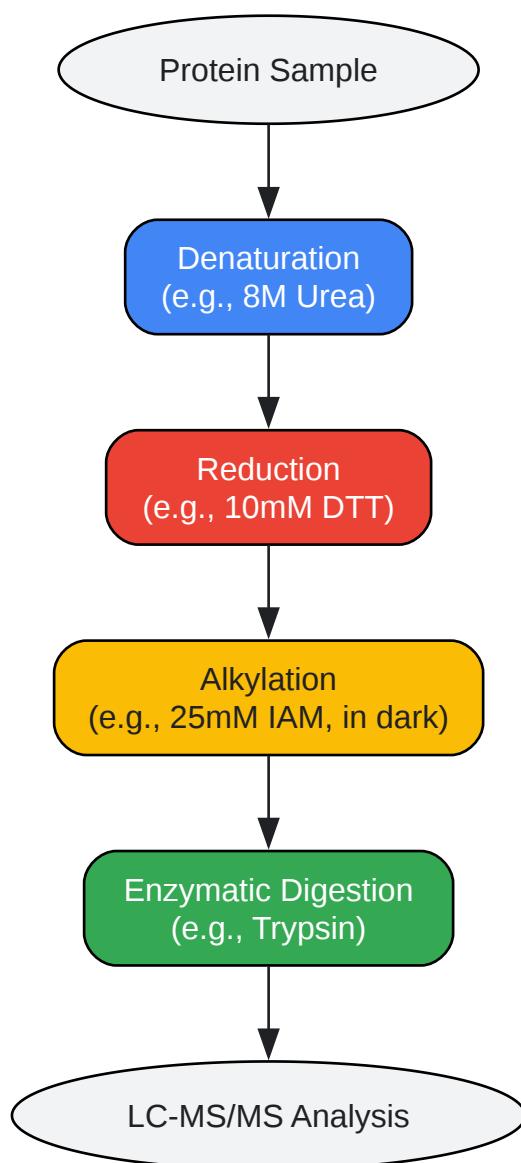 Protein Sample
Denaturation
(e.g., 8M Urea)
Reduction
(e.g., 10mM DTT)
Alkylation
(e.g., 25mM IAM, in dark)
Enzymatic Digestion
(e.g., Trypsin)
LC-MS/MS Analysis